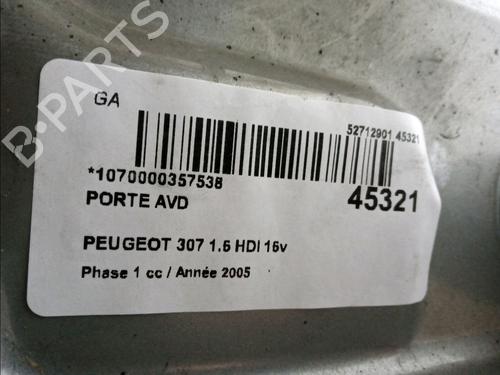 GA
52712901 45321
*1070000357538
45321
PORTE AVD
PEUGEOT 307 1.6 HDI 16v
Phase 1 cc / Année 2005
B-PARTS